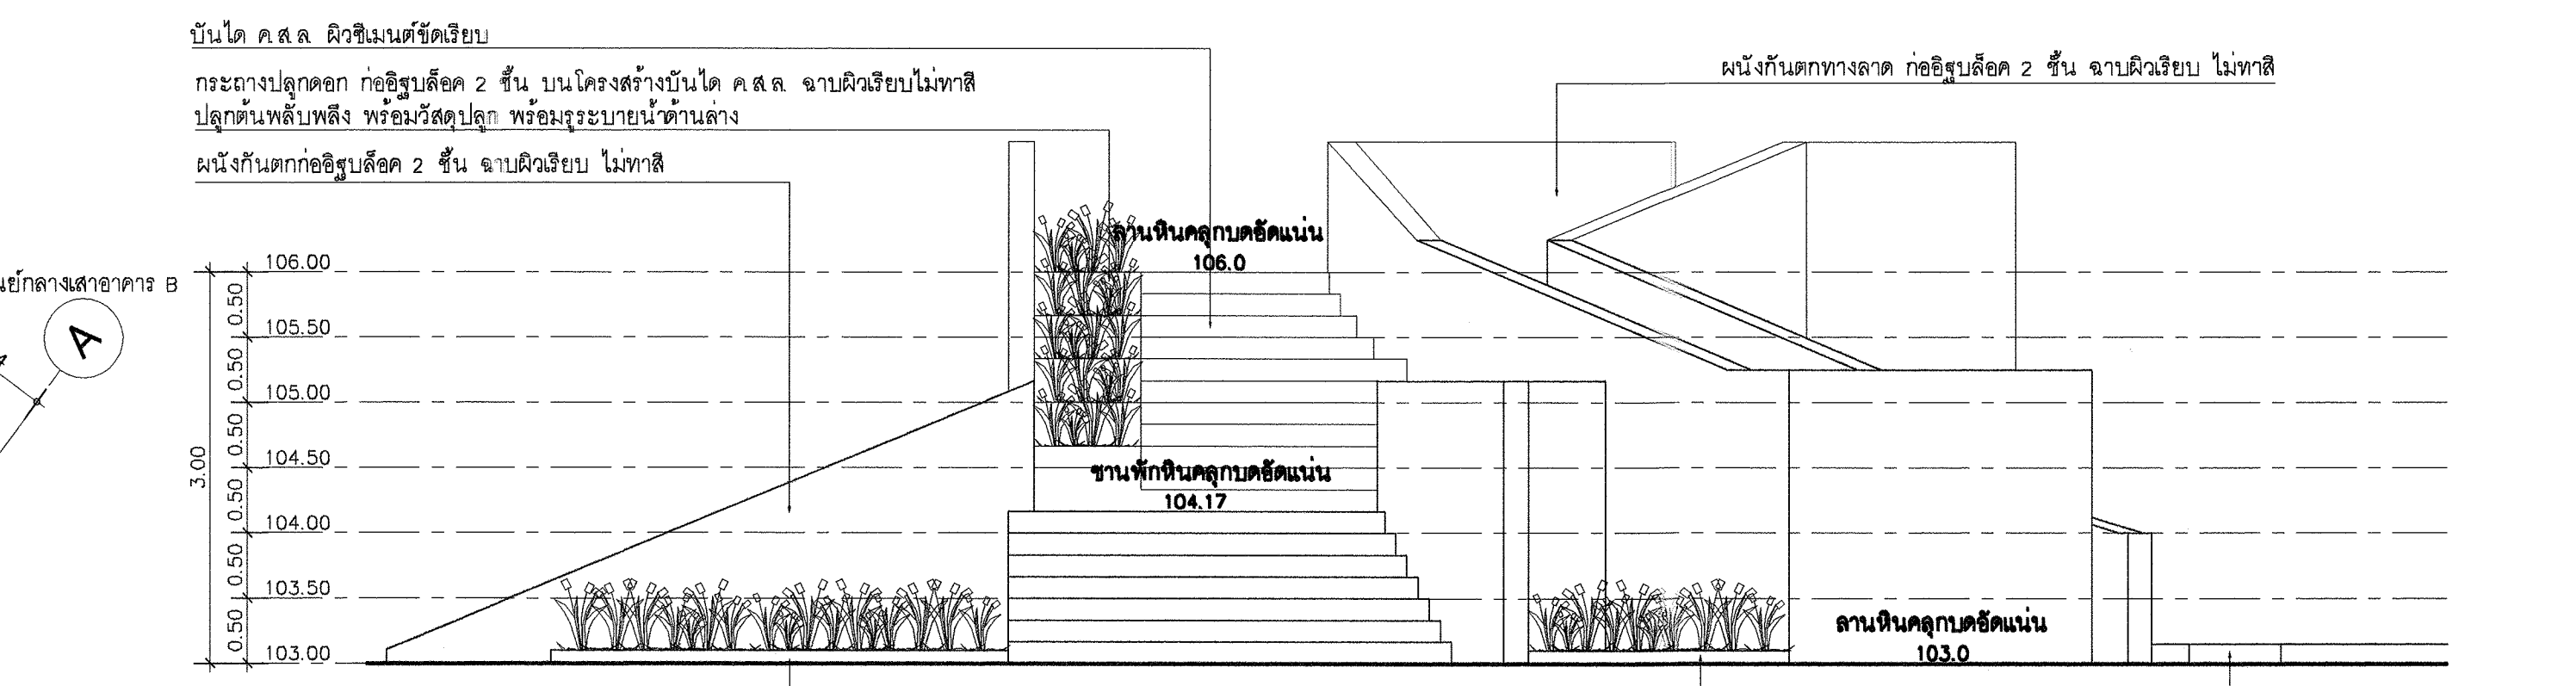 บันได ค.ส.ล. ผิวซีเมนต์ขัดเรียบ
กระถางปลูกดอก ก่ออิฐบล็อค 2 ชั้น บนโครงสร้างบันได ค.ส.ล. ฉาบผิวเรียบไม่ทาสี
ปลูกต้นพลับพลึง พร้อมวัสดุปลูก พร้อมรูระบายน้ำด้านล่าง
ผนังกันตกก่ออิฐบล็อค 2 ชั้น ฉาบผิวเรียบ ไม่ทาสี
ผนังกันตกทางลาด ก่ออิฐบล็อค 2 ชั้น ฉาบผิวเรียบ ไม่ทาสี
ลานหินคลุกบดอัดแน่น
106.0
นย์กลางเสาอาคาร B
A
106.00
0.50
105.50
0.50
105.00
0.50
104.50
0.50
104.00
0.50
103.50
0.50
103.00
3.00
ชานพักหินคลุกบดอัดแน่น
104.17
ลานหินคลุกบดอัดแน่น
103.0